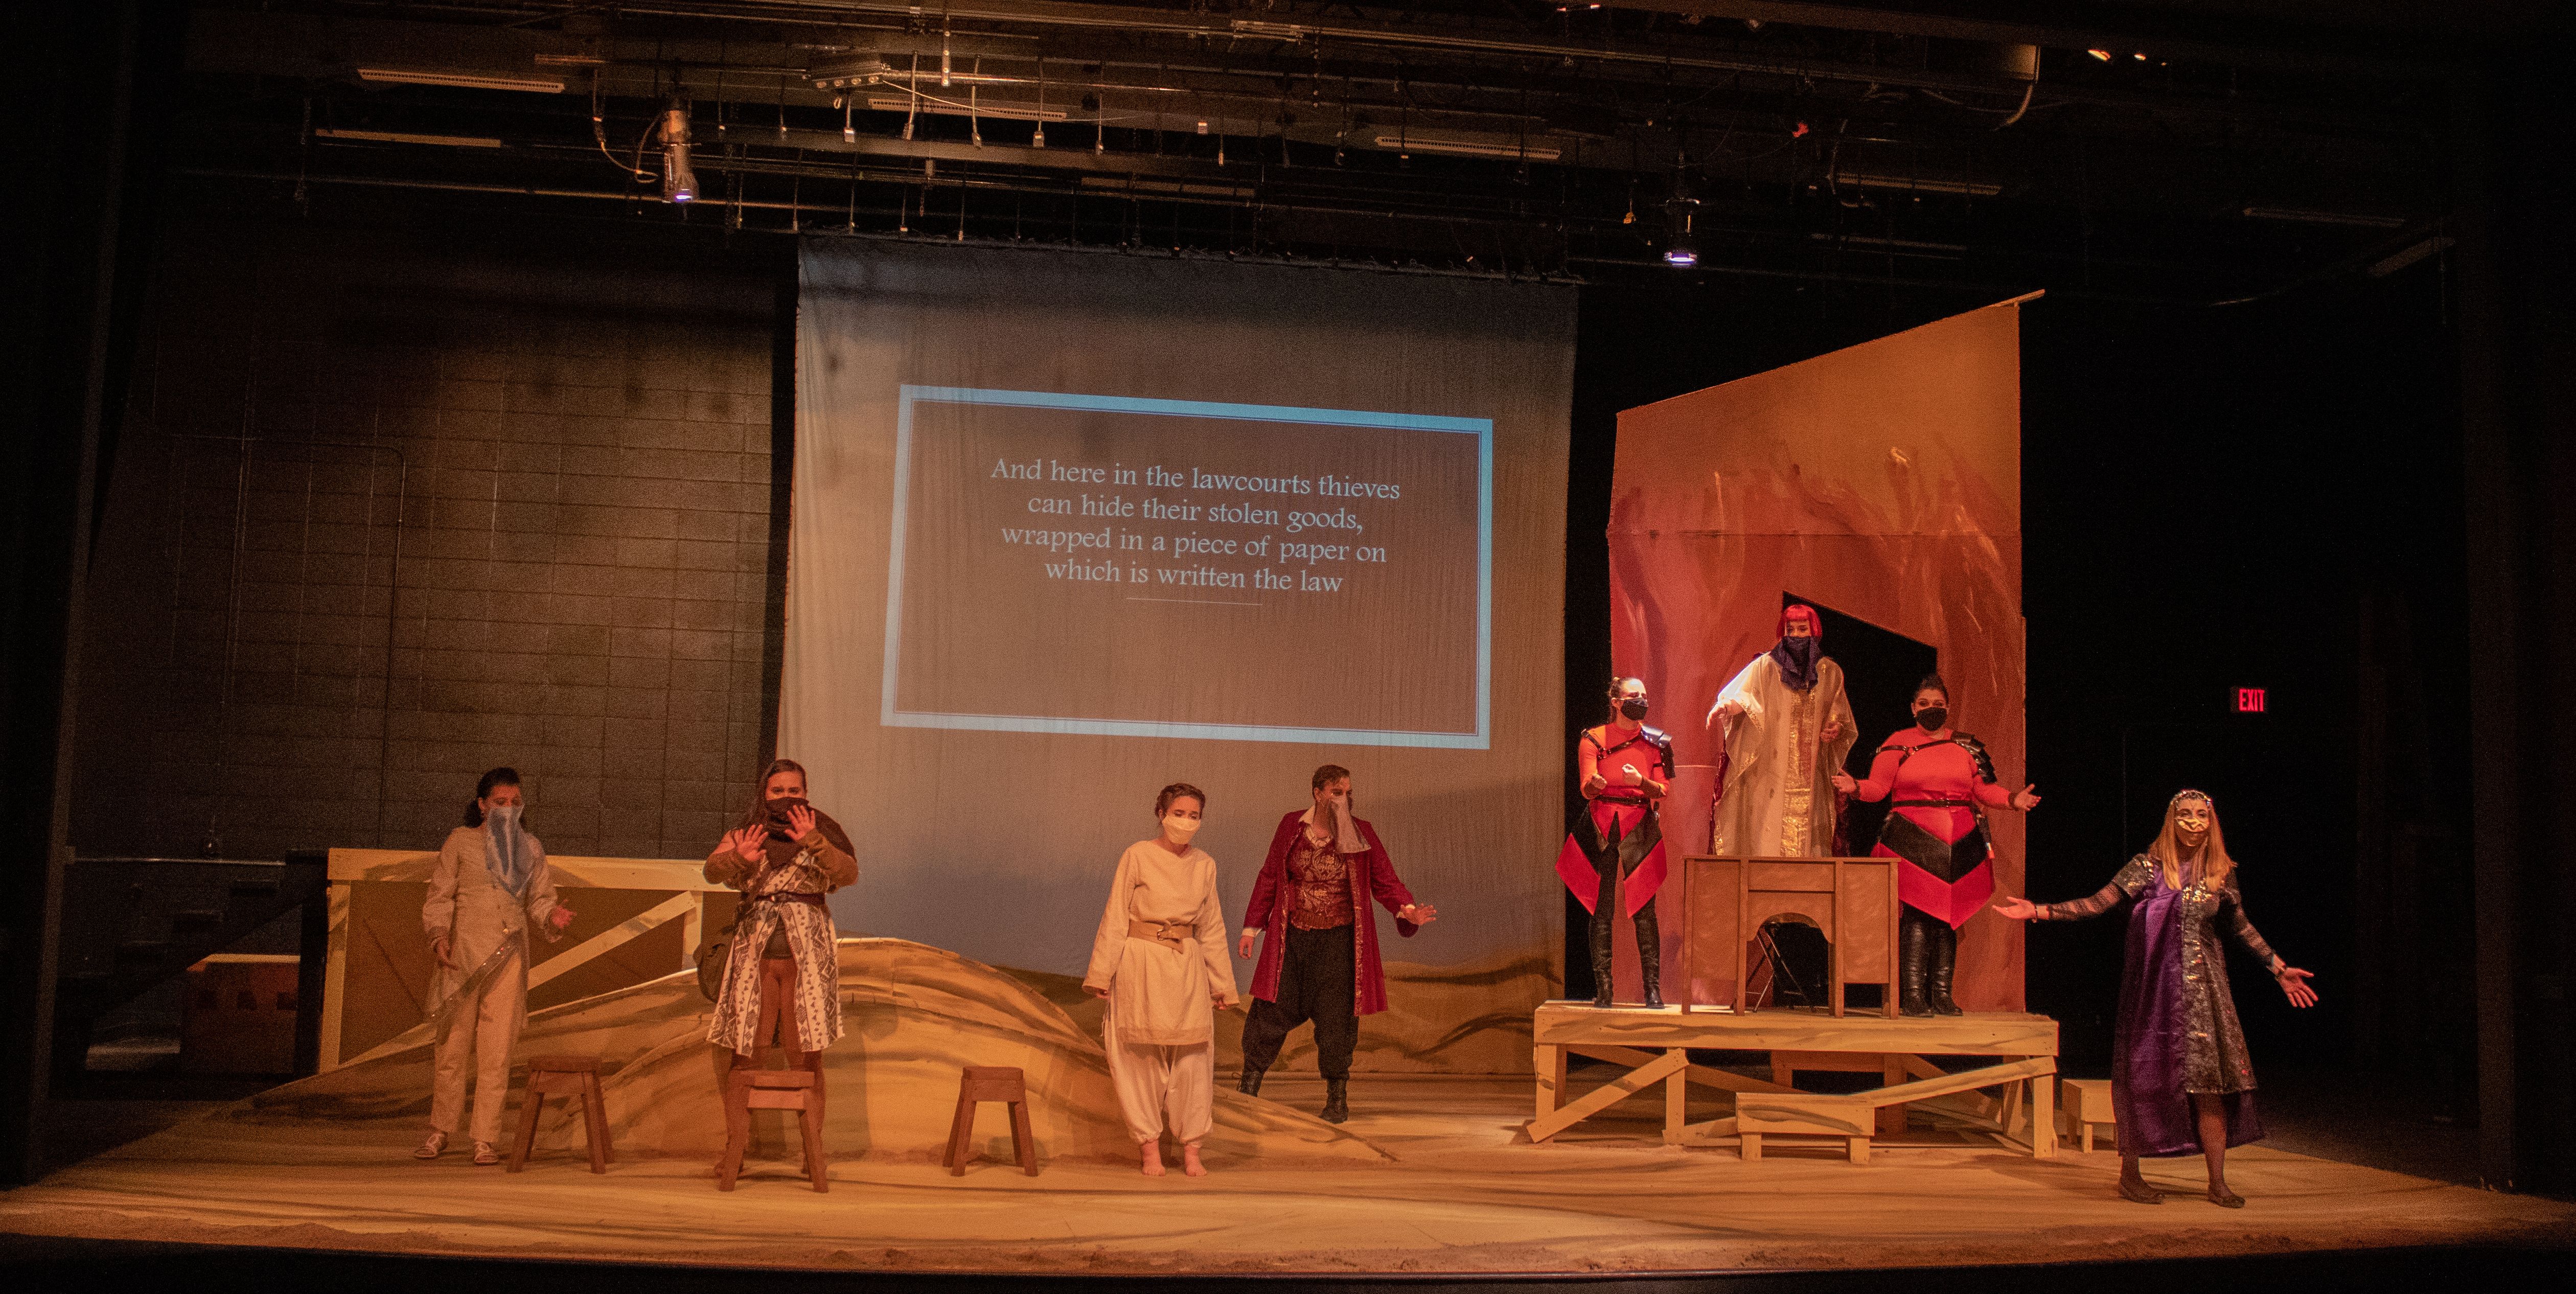 And here in the lawcourts thieves
can hide their stolen goods,
wrapped in a piece of paper on
which is written the law
EXIT